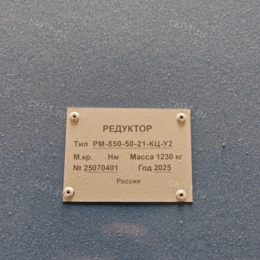 РЕДУКТОР
Тип РМ-850-50-21-КЦ-У2
М.кр. Нм Масса 1230 кг
№ 25070401 Год 2025
Россия